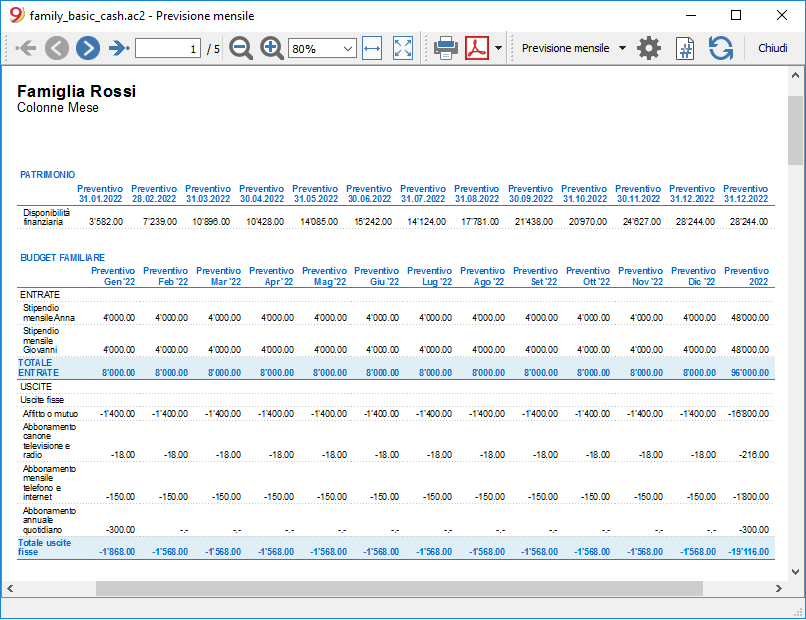 family_basic_cash.ac2 - Previsione mensile
1 / 5 80% Previsione mensile Chiudi
Famiglia Rossi
Colonne Mese
PATRIMONIO
Preventivo Preventivo Preventivo Preventivo Preventivo Preventivo Preventivo Preventivo Preventivo Preventivo Preventivo Preventivo Preventivo
31.01.2022 28.02.2022 31.03.2022 30.04.2022 31.05.2022 30.06.2022 31.07.2022 31.08.2022 30.09.2022 31.10.2022 30.11.2022 31.12.2022 31.12.2022
Disponibilità
finanziaria 3'582.00 7'239.00 10'896.00 10'428.00 14'085.00 15'242.00 14'124.00 17'781.00 21'438.00 20'970.00 24'627.00 28'244.00 28'244.00
BUDGET FAMILIARE
Preventivo Preventivo Preventivo Preventivo Preventivo Preventivo Preventivo Preventivo Preventivo Preventivo Preventivo Preventivo Preventivo
Gen '22 Feb '22 Mar '22 Apr '22 Mag '22 Giu '22 Lug '22 Ago '22 Set '22 Ott '22 Nov '22 Dic '22 2022
ENTRATE
Stipendio
mensile Anna 4'000.00 4'000.00 4'000.00 4'000.00 4'000.00 4'000.00 4'000.00 4'000.00 4'000.00 4'000.00 4'000.00 4'000.00 48'000.00
Stipendio
mensile
Giovanni 4'000.00 4'000.00 4'000.00 4'000.00 4'000.00 4'000.00 4'000.00 4'000.00 4'000.00 4'000.00 4'000.00 4'000.00 48'000.00
TOTALE
ENTRATE 8'000.00 8'000.00 8'000.00 8'000.00 8'000.00 8'000.00 8'000.00 8'000.00 8'000.00 8'000.00 8'000.00 8'000.00 96'000.00
USCITE
Uscite fisse
Affitto o mutuo -1'400.00 -1'400.00 -1'400.00 -1'400.00 -1'400.00 -1'400.00 -1'400.00 -1'400.00 -1'400.00 -1'400.00 -1'400.00 -1'400.00 -16'800.00
Abbonamento
canone
televisione e
radio -18.00 -18.00 -18.00 -18.00 -18.00 -18.00 -18.00 -18.00 -18.00 -18.00 -18.00 -18.00 -216.00
Abbonamento
mensile
telefono e
internet -150.00 -150.00 -150.00 -150.00 -150.00 -150.00 -150.00 -150.00 -150.00 -150.00 -150.00 -150.00 -1'800.00
Abbonamento
annuale
quotidiano -300.00 -.- -.- -.- -.- -.- -.- -.- -.- -.- -.- -.- -300.00
Totale uscite
fisse -1'868.00 -1'568.00 -1'568.00 -1'568.00 -1'568.00 -1'568.00 -1'568.00 -1'568.00 -1'568.00 -1'568.00 -1'568.00 -1'568.00 -19'116.00